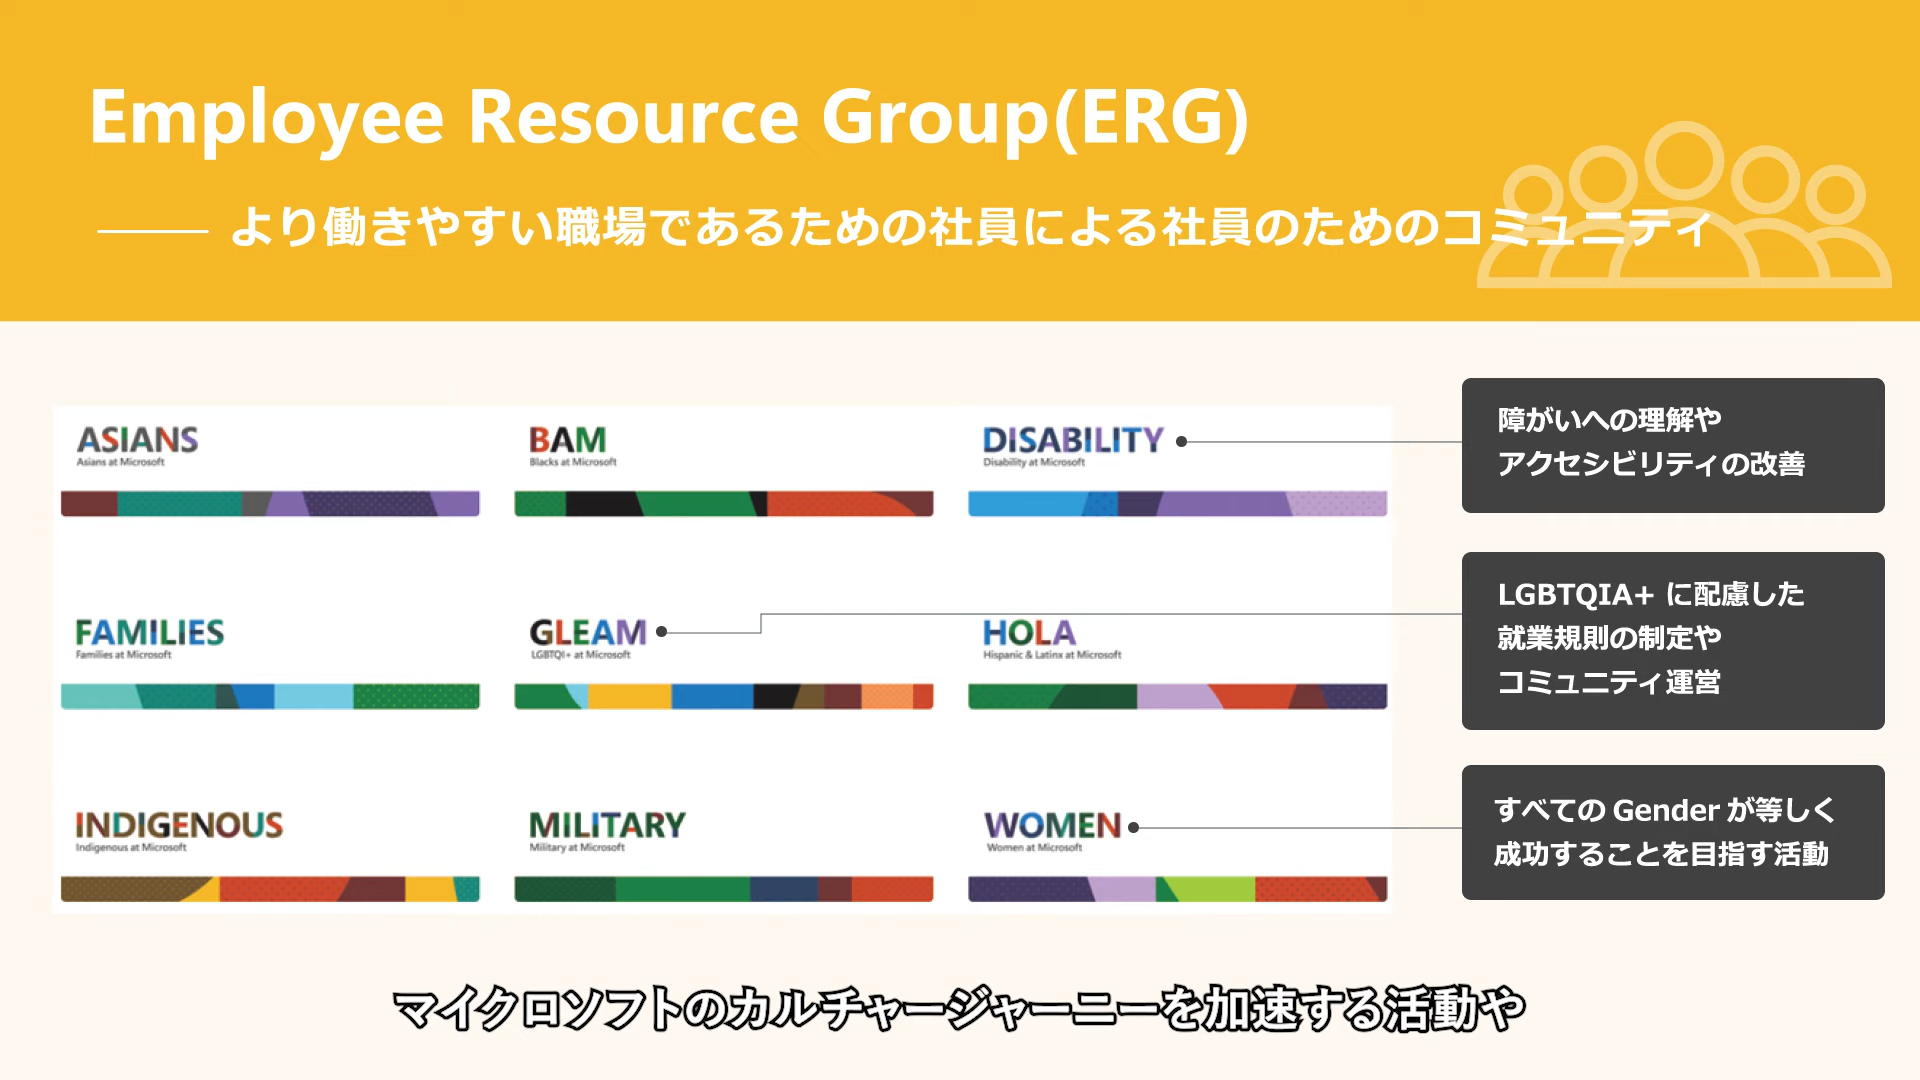 Employee Resource Group(ERG)
より働きやすい職場であるための社員による社員のためのコミュニティ
ASIANS
Asians at Microsoft
BAM
Blacks at Microsoft
DISABILITY
Disability at Microsoft
障がいへの理解や
アクセシビリティの改善
FAMILIES
Families at Microsoft
GLEAM
LGBTQI+ at Microsoft
HOLA
Hispanic & Latinx at Microsoft
LGBTQIA+ に配慮した
就業規則の制定や
コミュニティ運営
INDIGENOUS
Indigenous at Microsoft
MILITARY
Military at Microsoft
WOMEN
Women at Microsoft
すべての Gender が等しく
成功することを目指す活動
マイクロソフトのカルチャージャーニーを加速する活動や